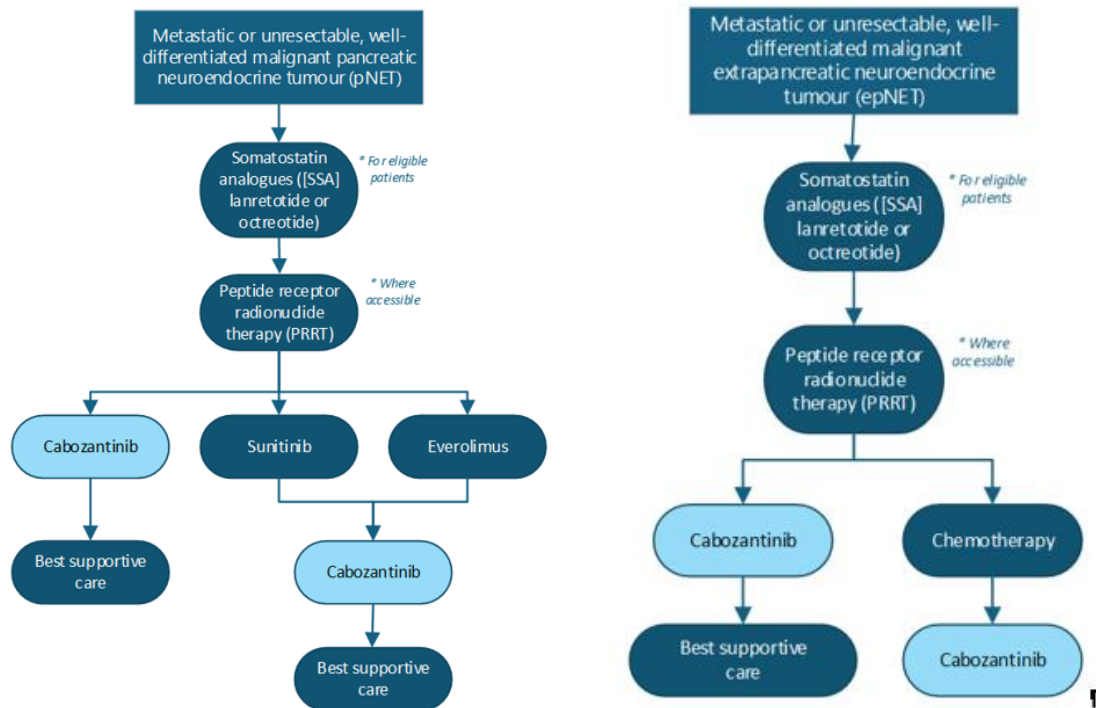 Metastatic or unresectable, well-
differentiated malignant pancreatic
neuroendocrine tumour (pNET)
Somatostatin
analogues ([SSA]
lanretotide or
octreotide)
* For eligible
patients
Peptide receptor
radionudide
therapy (PRRT)
* Where
accessible
Cabozantinib
Sunitinib
Everolimus
Best supportive
care
Cabozantinib
Best supportive
care
Metastatic or unresectable, well-
differentiated malignant
extrapancreatic neuroendocrine
tumour (epNET)
Somatostatin
analogues ([SSA]
lanretotide or
octreotide)
* For eligible
patients
Peptide receptor
radionuclide
therapy (PRRT)
* Where
accessible
Cabozantinib
Chemotherapy
Best supportive
care
Cabozantinib